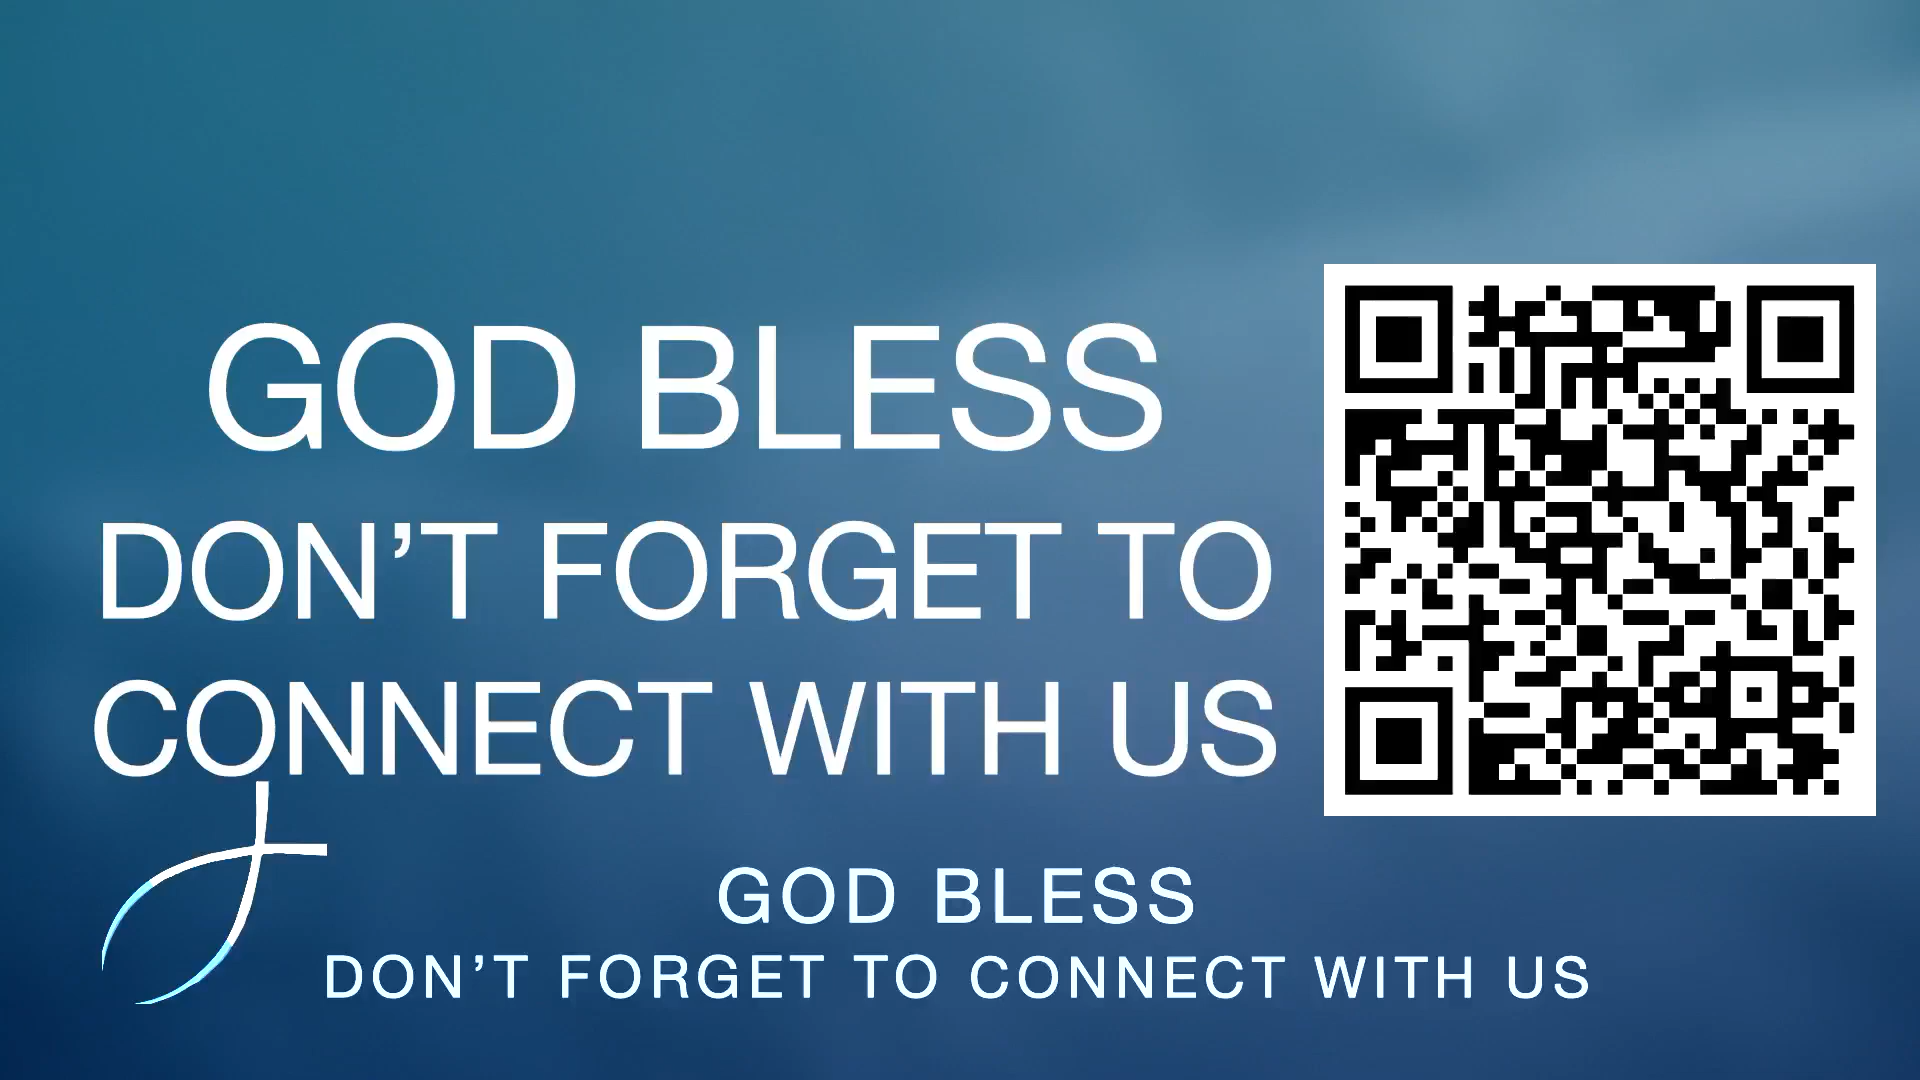 GOD BLESS
DON’T FORGET TO
CONNECT WITH US
GOD BLESS
DON’T FORGET TO CONNECT WITH US